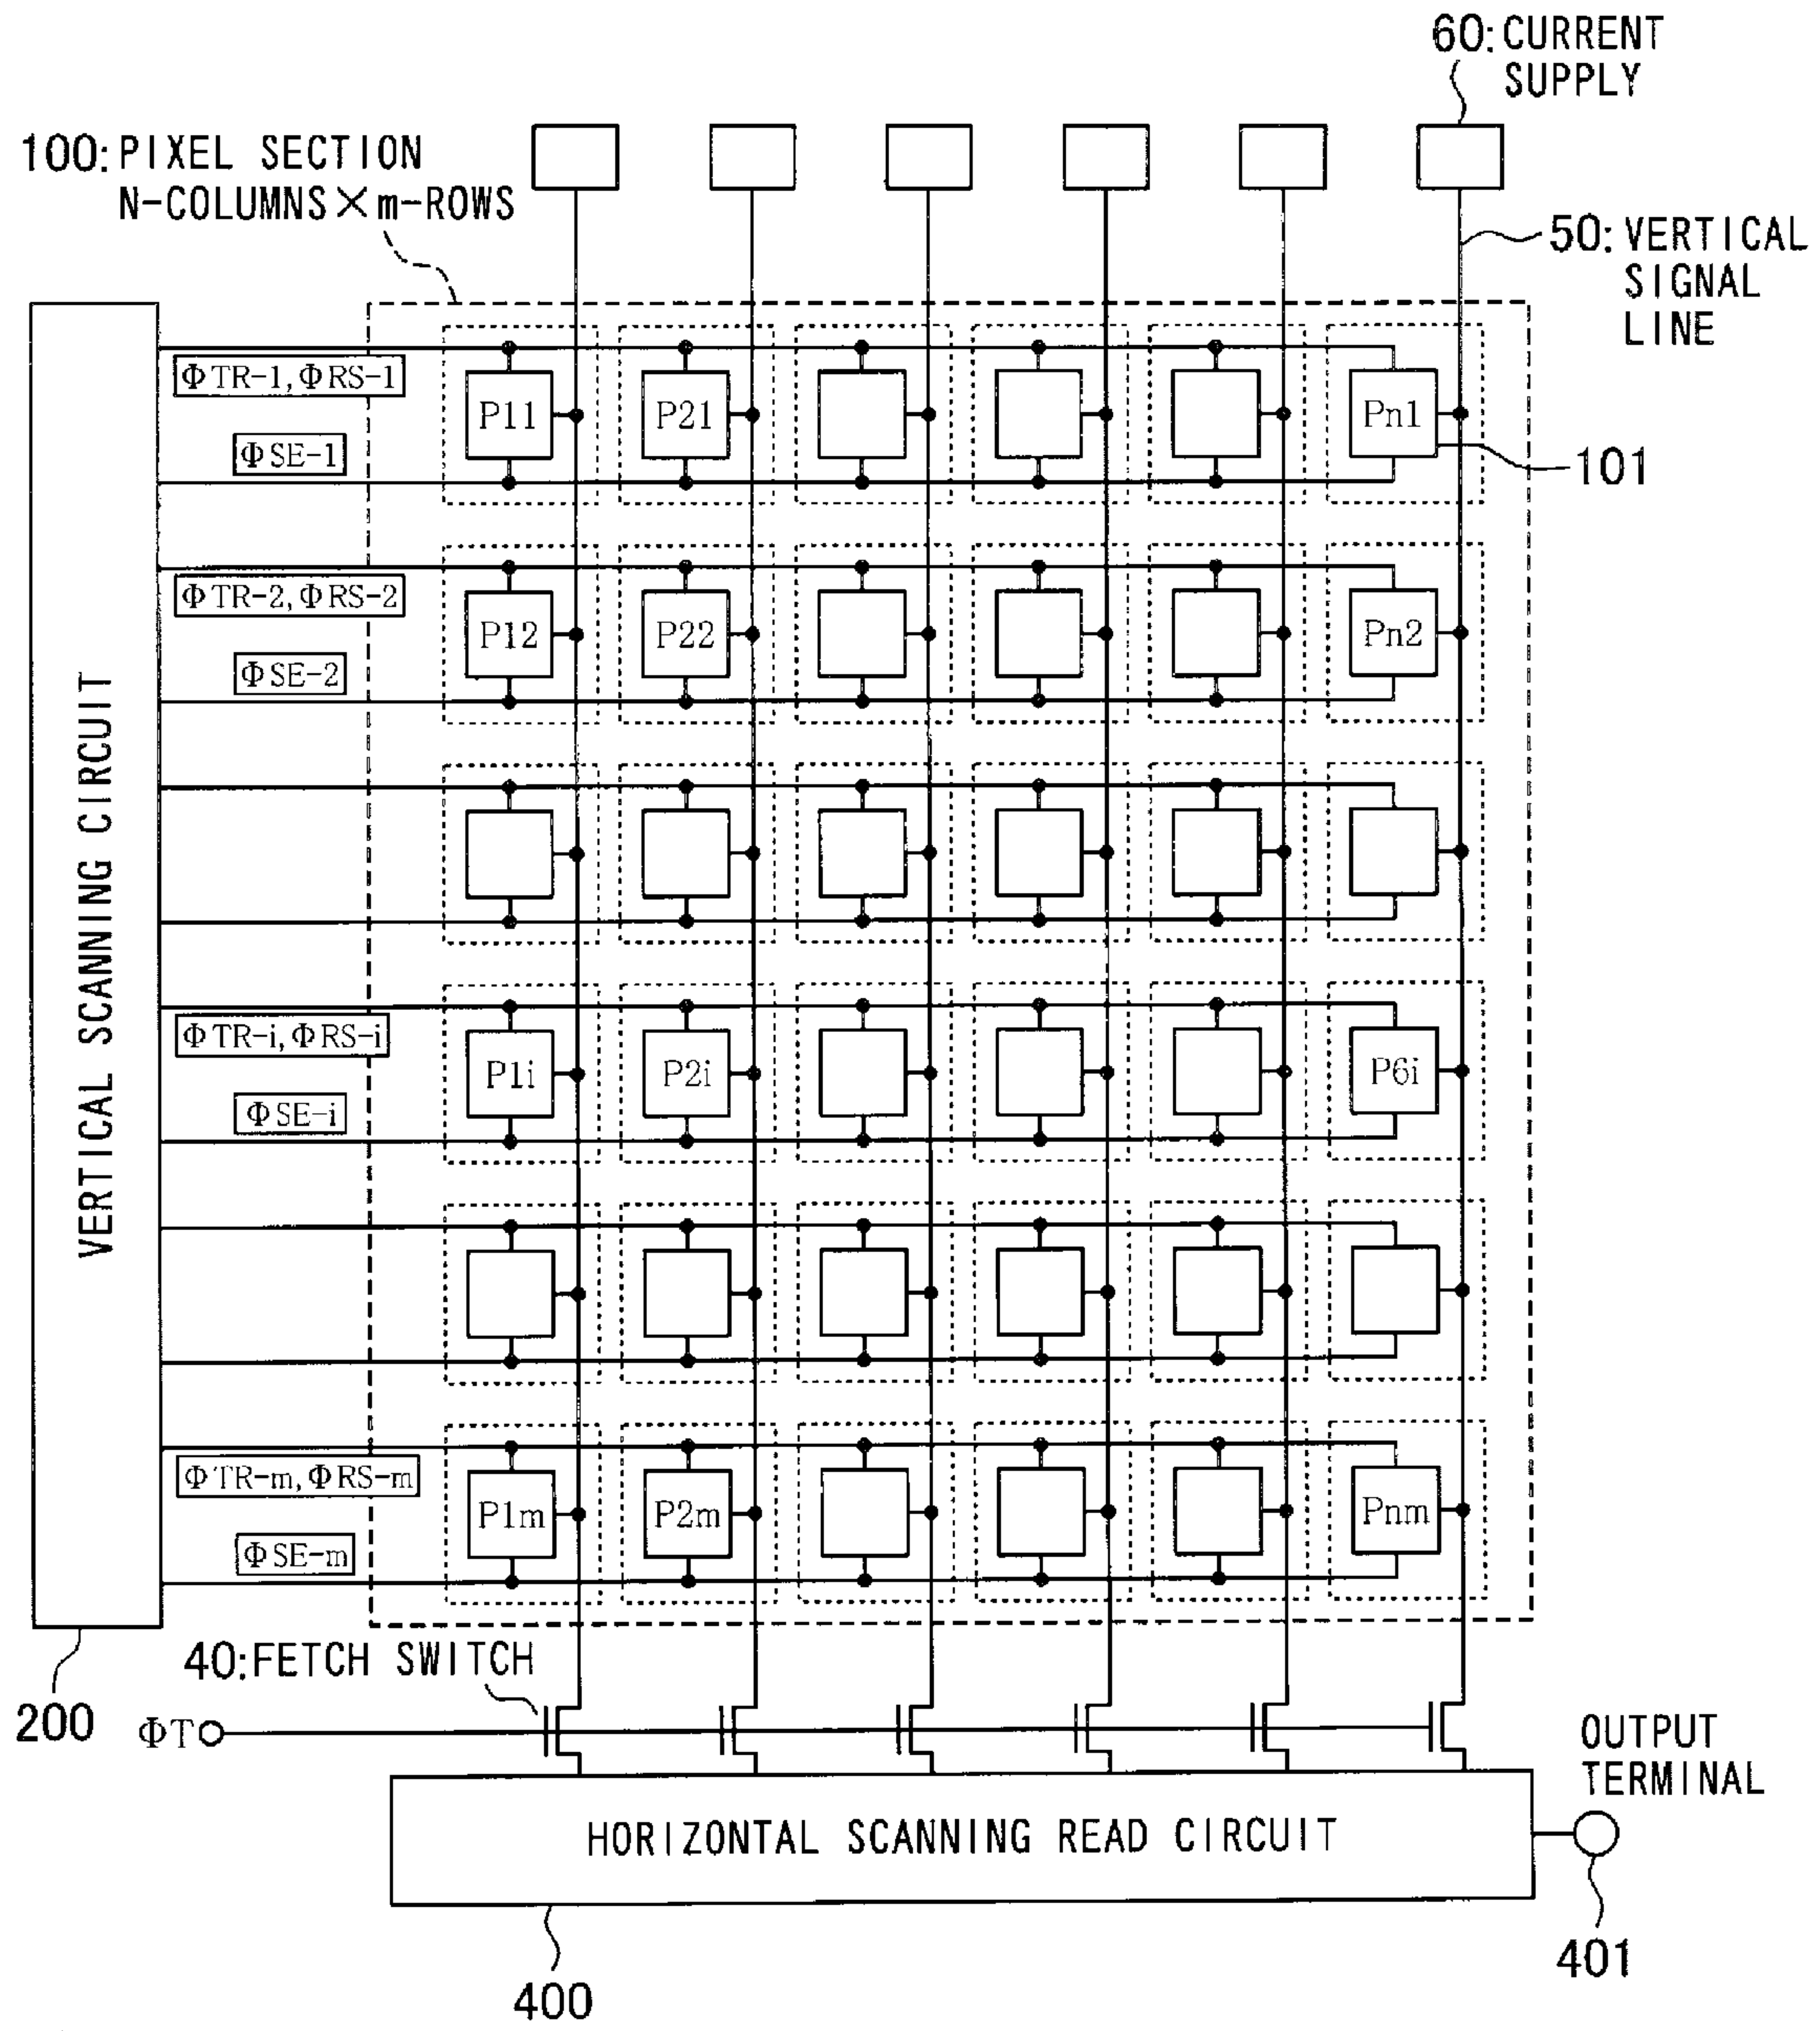 60: CURRENT
SUPPLY
100: PIXEL SECTION
N-COLUMNS×m-ROWS
50: VERTICAL
SIGNAL
LINE
ΦTR-1, ΦRS-1
P11
P21
Pn1
ΦSE-1
101
ΦTR-2, ΦRS-2
P12
P22
Pn2
ΦSE-2
VERTICAL SCANNING CIRCUIT
ΦTR-i, ΦRS-i
P1i
P2i
P6i
ΦSE-i
ΦTR-m, ΦRS-m
P1m
P2m
Pnm
ΦSE-m
40: FETCH SWITCH
200
ΦT
OUTPUT
TERMINAL
HORIZONTAL SCANNING READ CIRCUIT
401
400